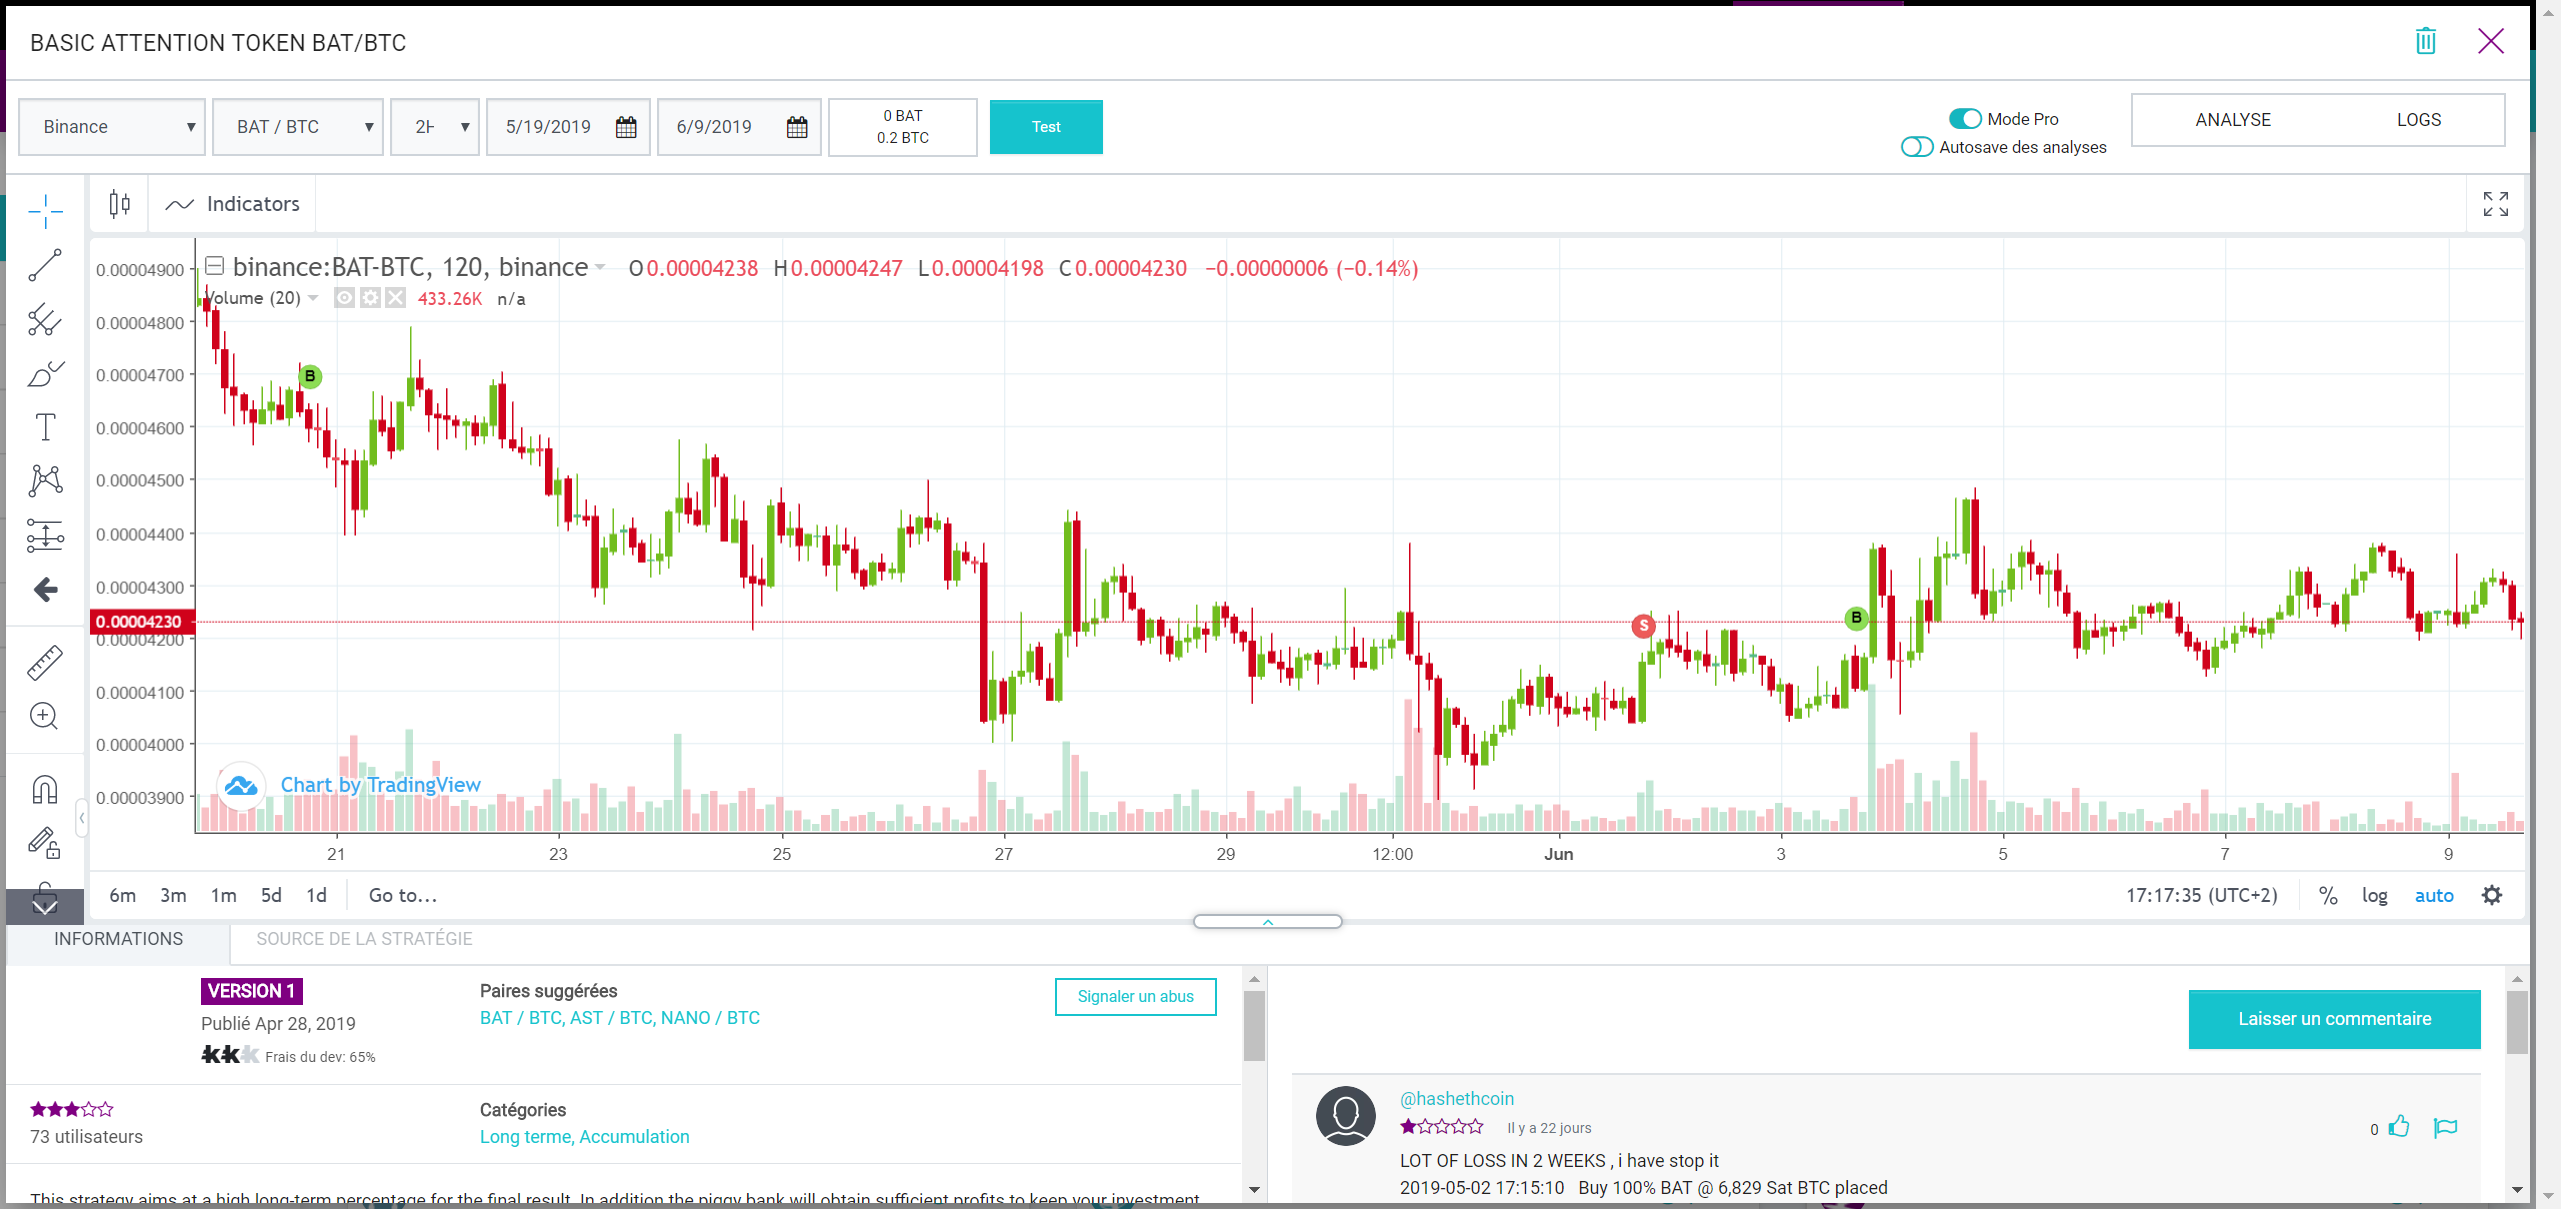 BASIC ATTENTION TOKEN BAT/BTC
Binance
BAT / BTC
5/19/2019
6/9/2019
0 BAT
0.2 BTC
Test
Mode Pro
Autosave des analyses
ANALYSE
LOGS
Indicators
binance:BAT-BTC, 120, binance O0.00004238 H0.00004247 L0.00004198 C0.00004230 −0.00000006 (−0.14%)
Volume (20) 433.26K n/a
0.00004900
0.00004800
0.00004700
0.00004600
0.00004500
0.00004400
0.00004300
0.00004230
0.00004200
0.00004100
0.00004000
0.00003900
B
S
B
Chart by TradingView
21 23 25 27 29 12:00 Jun 3 5 7 9
6m 3m 1m 5d 1d Go to...
17:17:35 (UTC+2) % log auto
INFORMATIONS
SOURCE DE LA STRATÉGIE
VERSION 1
Publié Apr 28, 2019
Frais du dev: 65%
Paires suggérées
BAT / BTC, AST / BTC, NANO / BTC
Signaler un abus
73 utilisateurs
Catégories
Long terme, Accumulation
This strategy aims at a high long-term percentage for the final result. In addition the piggy bank will obtain sufficient profits to keep your investment
Laisser un commentaire
@hashethcoin
Il y a 22 jours
0
LOT OF LOSS IN 2 WEEKS , i have stop it
2019-05-02 17:15:10 Buy 100% BAT @ 6,829 Sat BTC placed